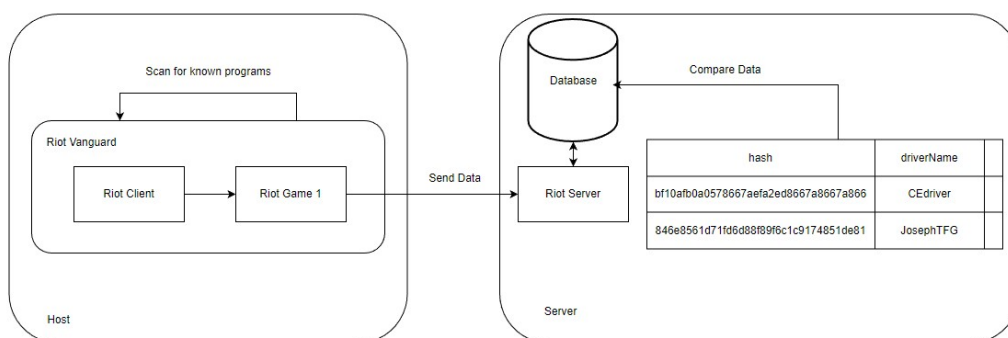 Scan for known programs
Riot Vanguard
Riot Client
Riot Game 1
Host
Send Data
Database
Compare Data
Riot Server
hash driverName
bf10afb0a0578667aefa2ed8667a8667a866 CEdriver
846e8561d71fd6d88f89f6c1c9174851de81 JosephTFG
Server